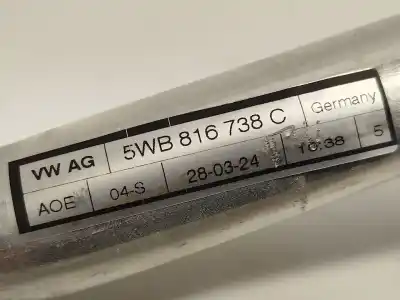 VW AG 5WB 816 738 C Germany
AOE 04-S 28-03-24 10:38 5